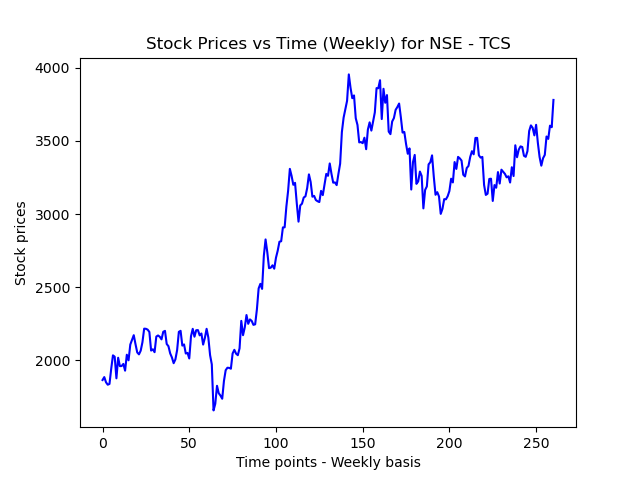 Stock Prices vs Time (Weekly) for NSE - TCS
4000
3500
3000
2500
2000
Stock prices
0 50 100 150 200 250
Time points - Weekly basis